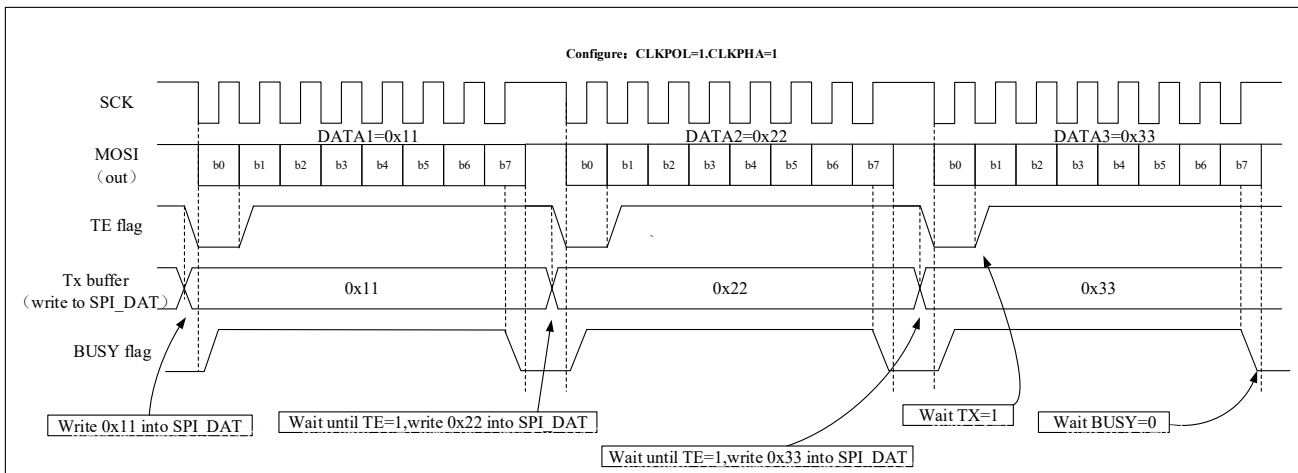 Configure：CLKPOL=1.CLKPHA=1
SCK
DATA1=0x11 DATA2=0x22 DATA3=0x33
MOSI
（out）
b0 b1 b2 b3 b4 b5 b6 b7 b0 b1 b2 b3 b4 b5 b6 b7 b0 b1 b2 b3 b4 b5 b6 b7
TE flag
Tx buffer
（write to SPI_DAT）
0x11 0x22 0x33
BUSY flag
Write 0x11 into SPI_DAT
Wait until TE=1,write 0x22 into SPI_DAT
Wait TX=1
Wait BUSY=0
Wait until TE=1,write 0x33 into SPI_DAT